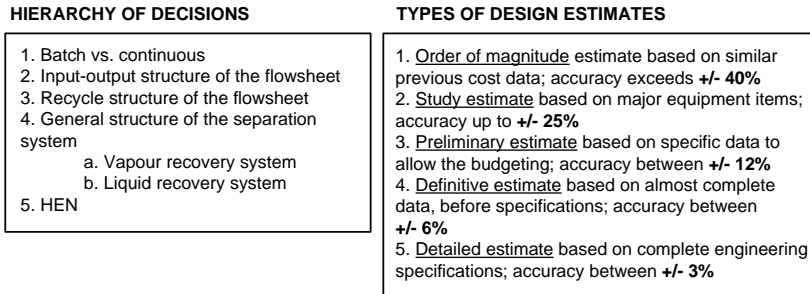 HIERARCHY OF DECISIONS
1. Batch vs. continuous
2. Input-output structure of the flowsheet
3. Recycle structure of the flowsheet
4. General structure of the separation
system
a. Vapour recovery system
b. Liquid recovery system
5. HEN
TYPES OF DESIGN ESTIMATES
1. Order of magnitude estimate based on similar
previous cost data; accuracy exceeds +/- 40%
2. Study estimate based on major equipment items;
accuracy up to +/- 25%
3. Preliminary estimate based on specific data to
allow the budgeting; accuracy between +/- 12%
4. Definitive estimate based on almost complete
data, before specifications; accuracy between
+/- 6%
5. Detailed estimate based on complete engineering
specifications; accuracy between +/- 3%